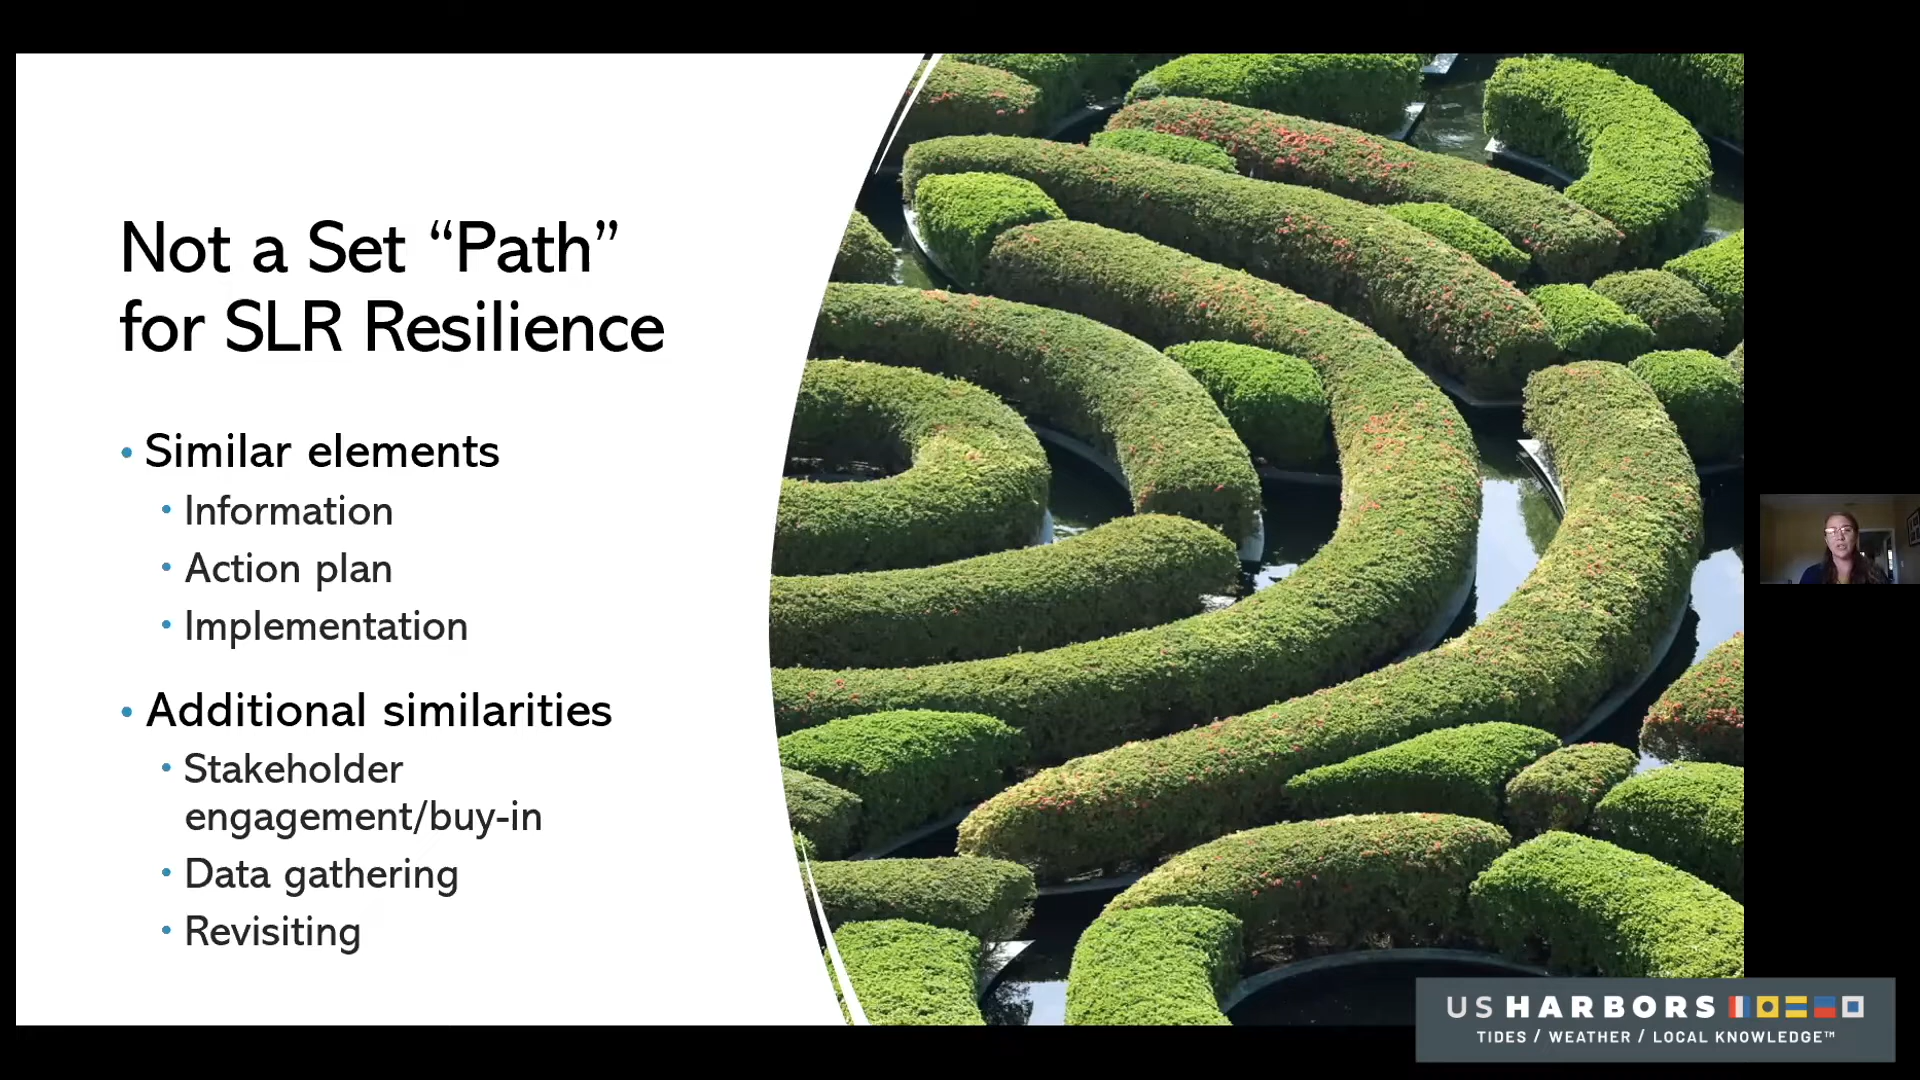 Not a Set “Path”
for SLR Resilience
• Similar elements
• Information
• Action plan
• Implementation
• Additional similarities
• Stakeholder
engagement/buy-in
• Data gathering
• Revisiting
US HARBORS
TIDES / WEATHER / LOCAL KNOWLEDGE™